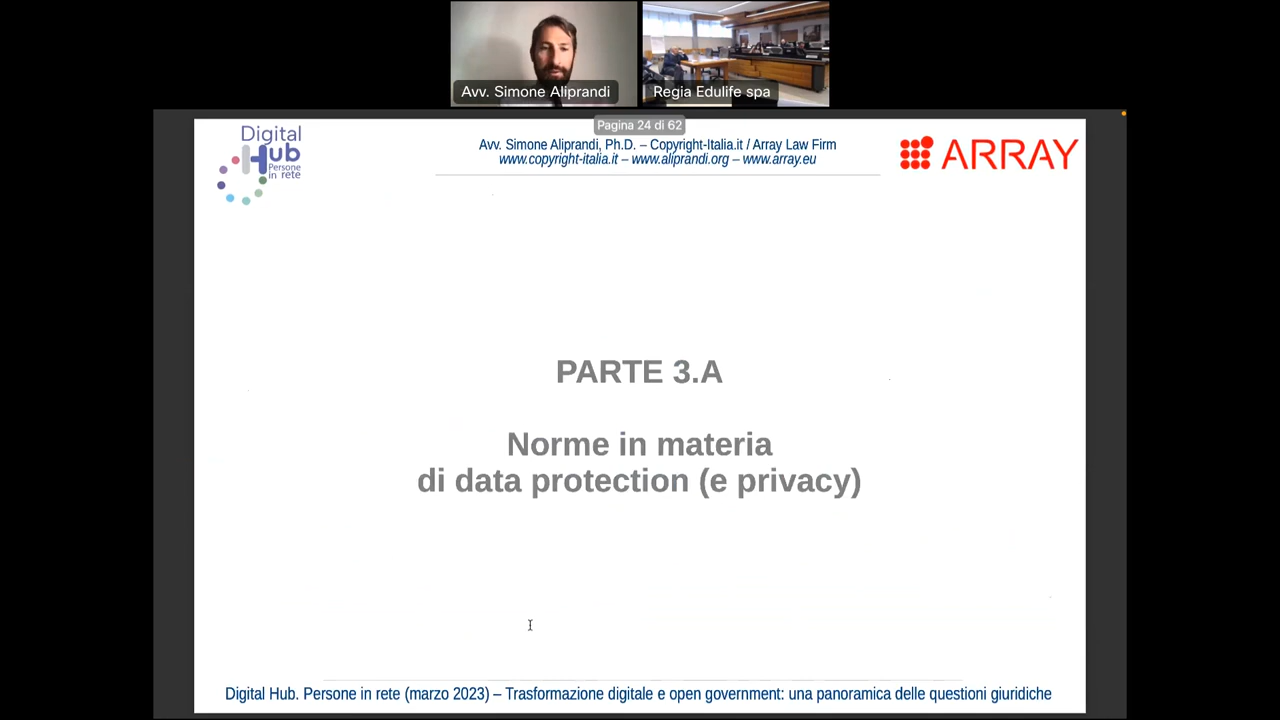 Avv. Simone Aliprandi
Regia Edulife spa
Pagina 24 di 62
Digital
Hub
Persone
in rete
Avv. Simone Aliprandi, Ph.D. – Copyright-Italia.it / Array Law Firm
www.copyright-italia.it – www.aliprandi.org – www.array.eu
ARRAY
PARTE 3.A
Norme in materia
di data protection (e privacy)
Digital Hub. Persone in rete (marzo 2023) – Trasformazione digitale e open government: una panoramica delle questioni giuridiche